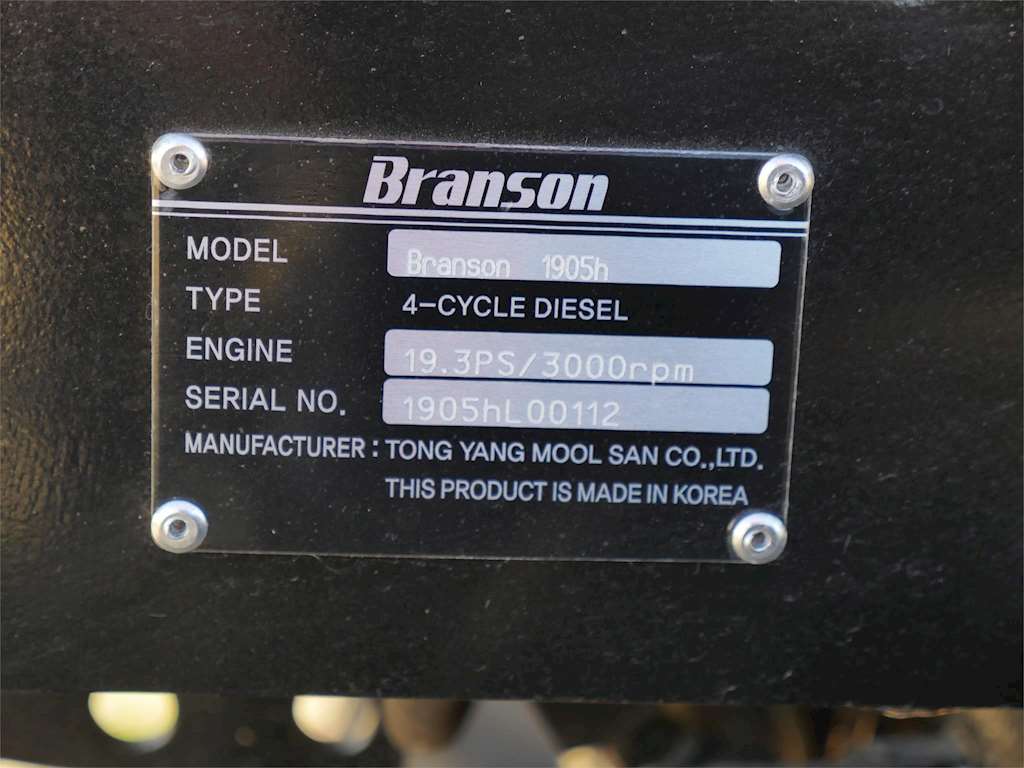 Branson
MODEL Branson 1905h
TYPE 4-CYCLE DIESEL
ENGINE 19.3PS/3000rpm
SERIAL NO. 1905hL00112
MANUFACTURER : TONG YANG MOOL SAN CO.,LTD.
THIS PRODUCT IS MADE IN KOREA